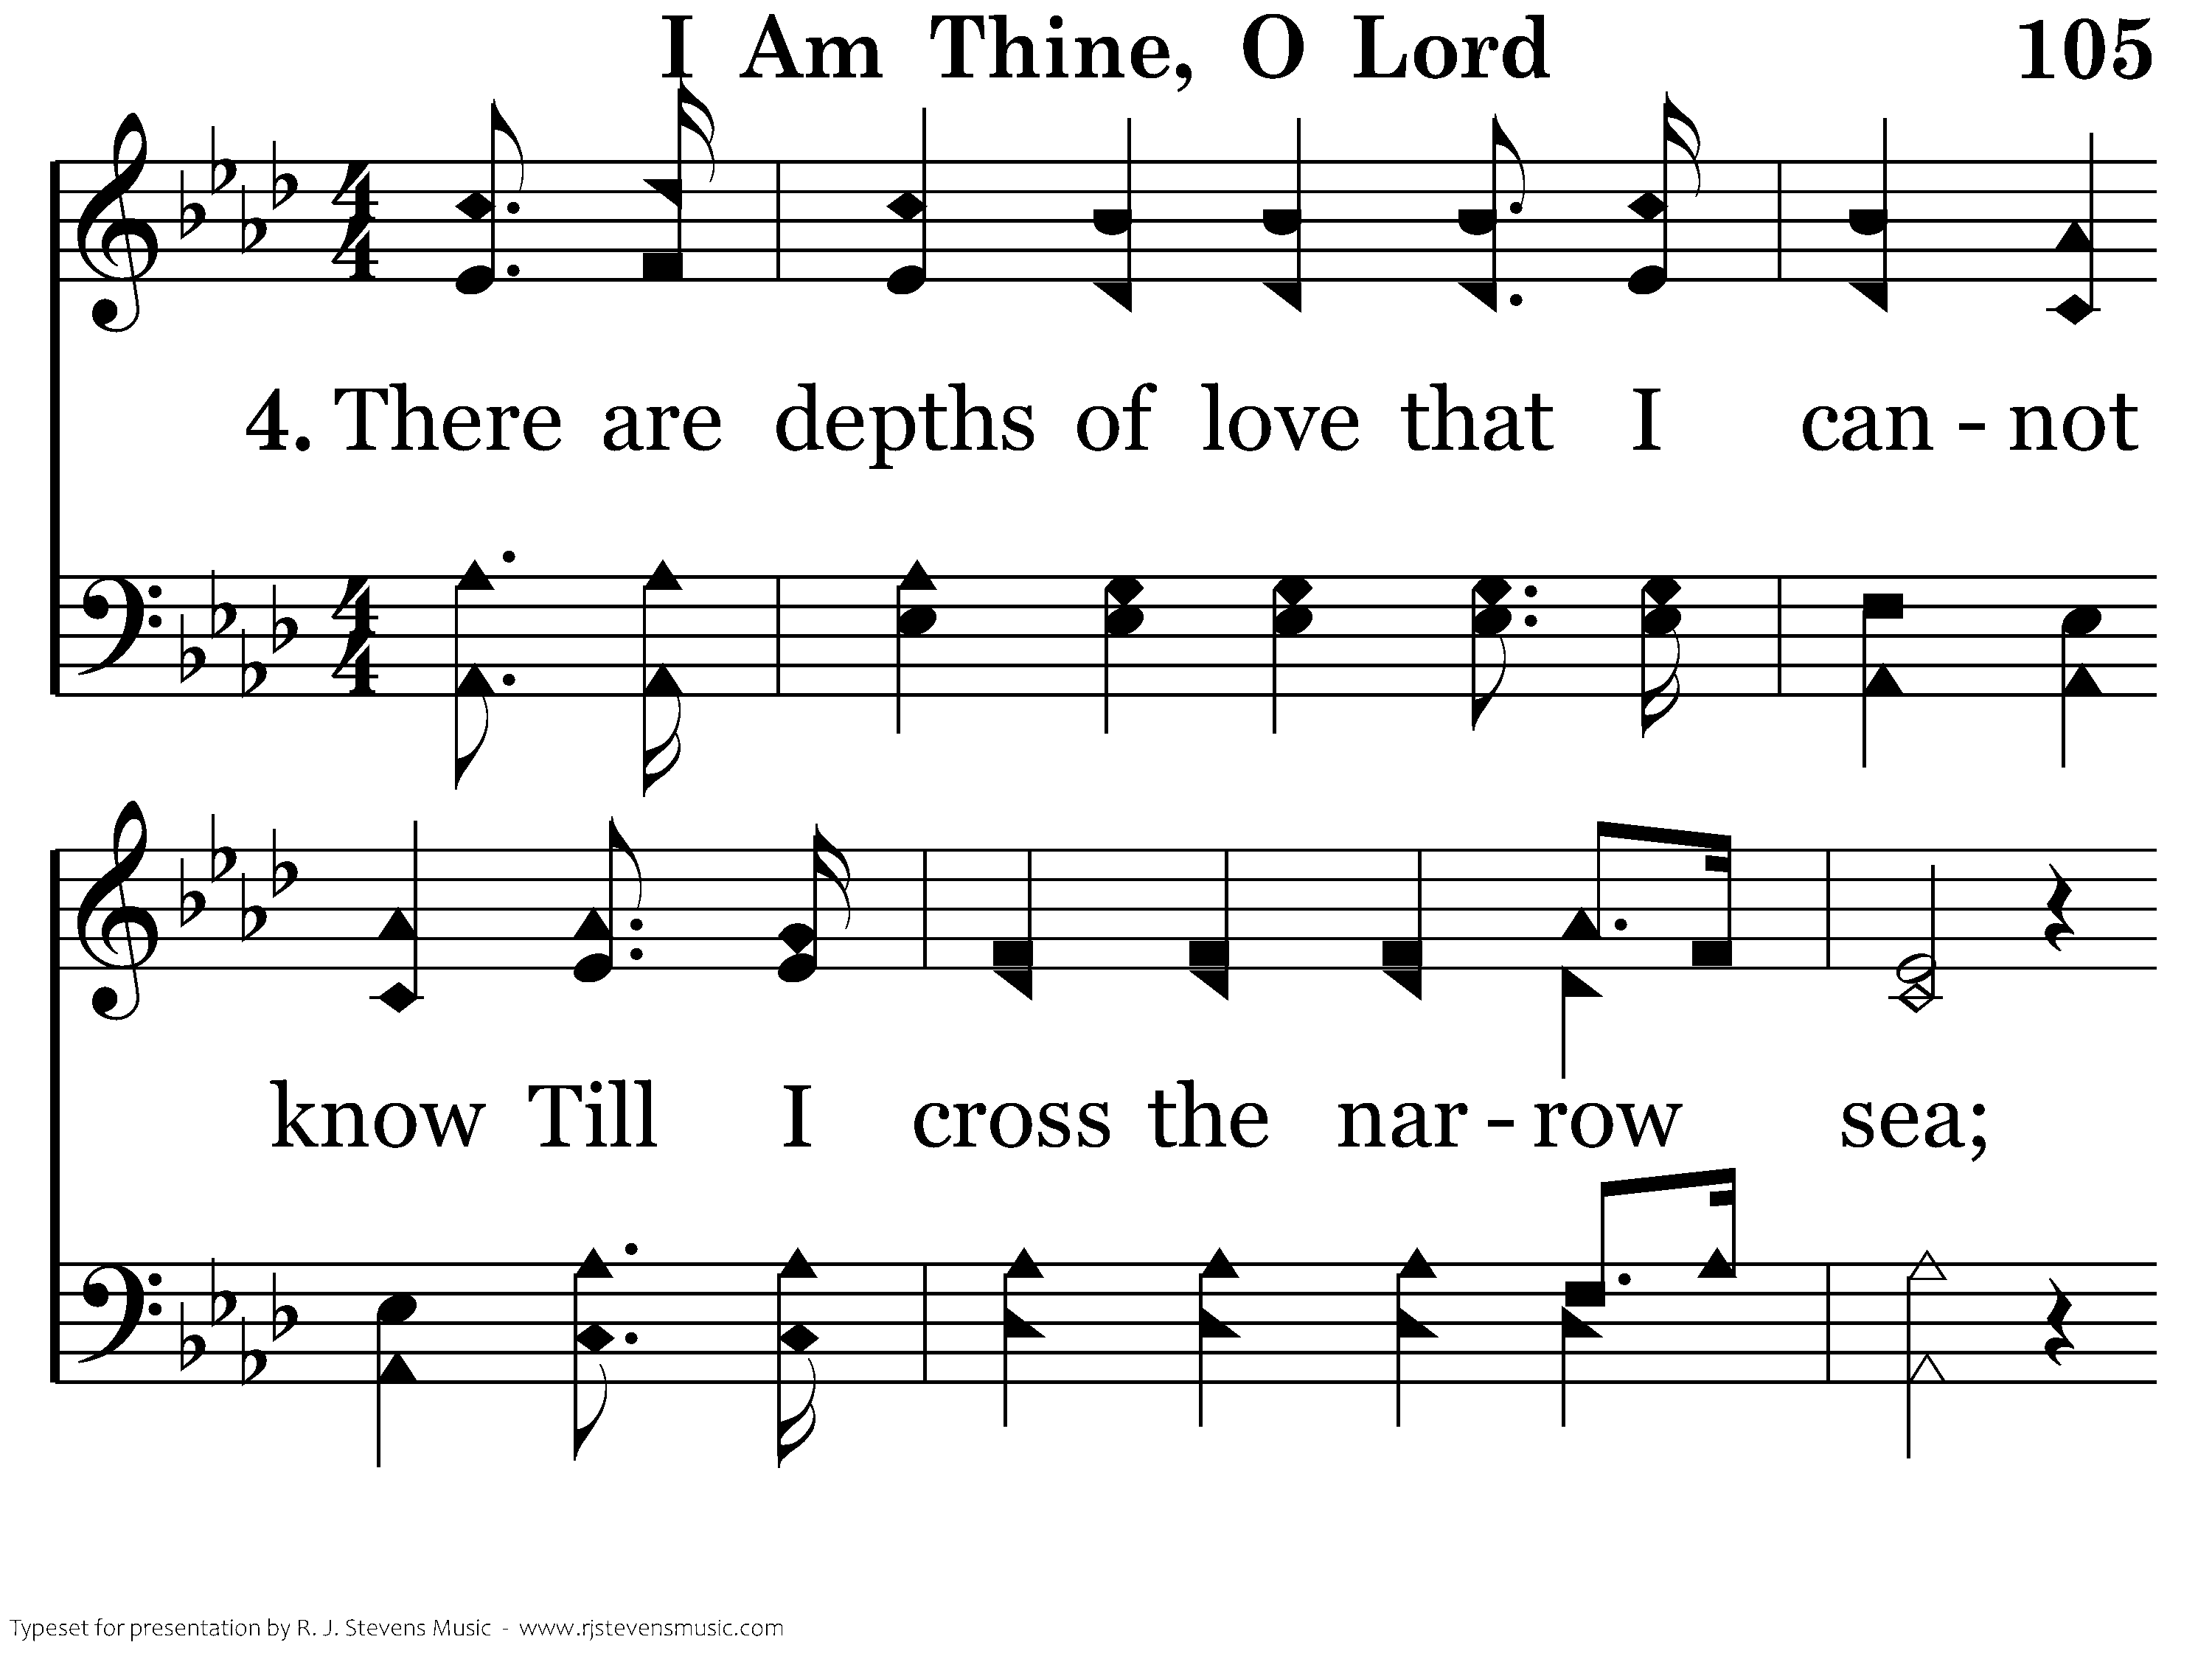 I Am Thine, O Lord 105
4. There are depths of love that I can - not
know Till I cross the nar - row sea;
Typeset for presentation by R. J. Stevens Music - www.rjstevensmusic.com